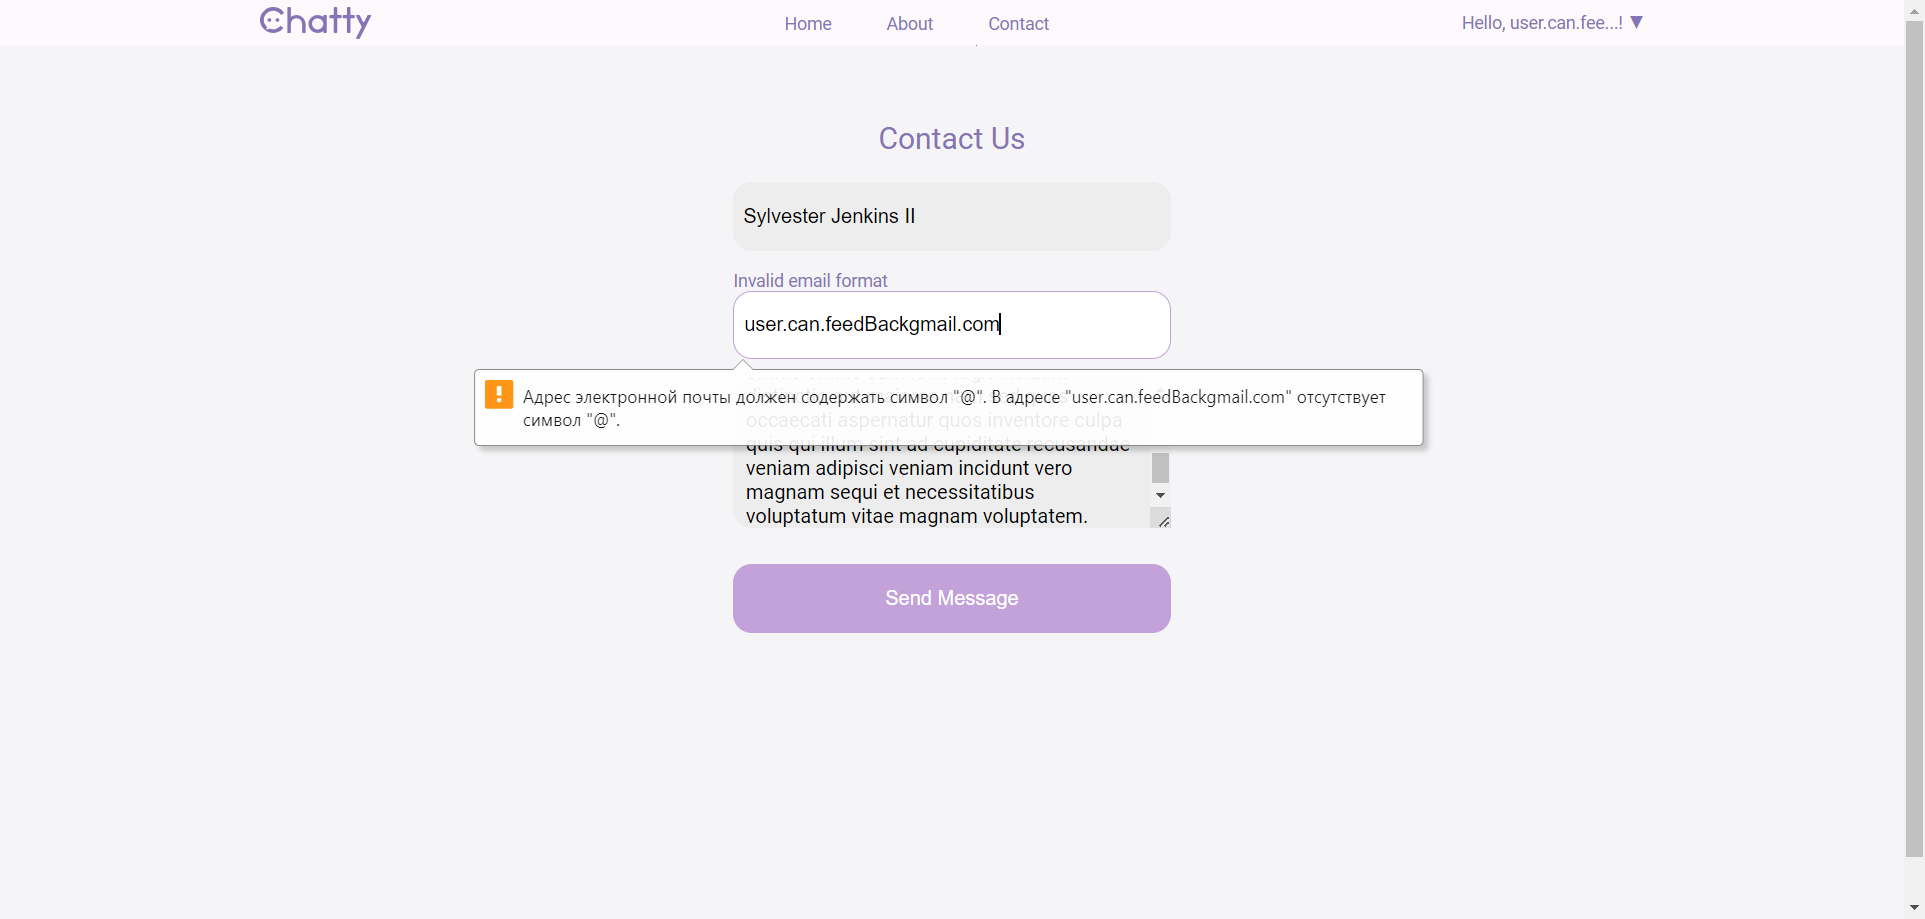 Chatty
Home About Contact
Hello, user.can.fee...! ▼
Contact Us
Sylvester Jenkins II
Invalid email format
user.can.feedBackgmail.com
Адрес электронной почты должен содержать символ "@". В адресе "user.can.feedBackgmail.com" отсутствует
символ "@".
occaecati aspernatur quos inventore culpa
quis qui illum sint ad cupiditate recusandae
veniam adipisci veniam incidunt vero
magnam sequi et necessitatibus
voluptatum vitae magnam voluptatem.
Send Message